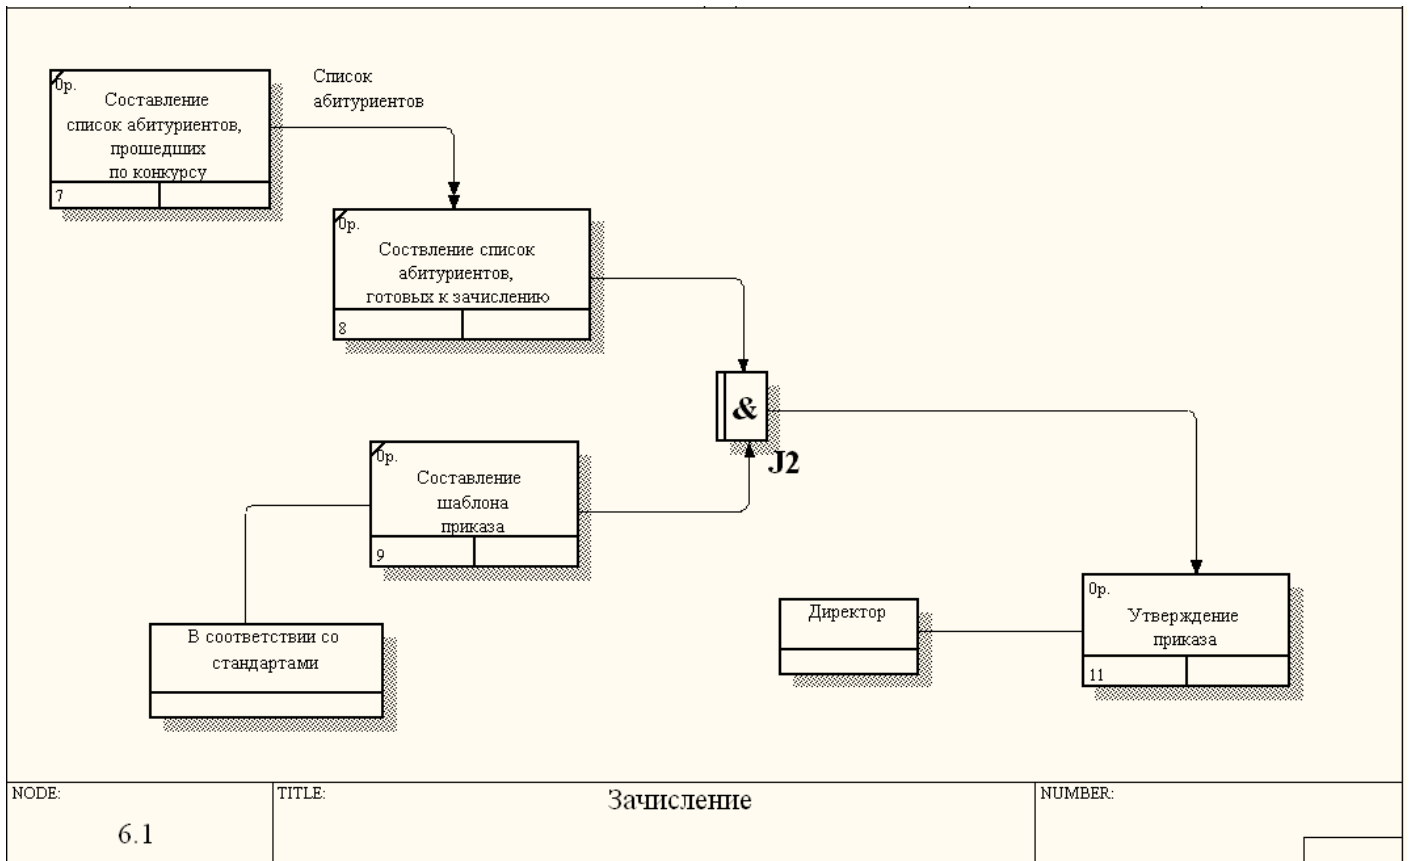 0р.
Составление
список абитуриентов,
прошедших
по конкурсу
7
Список
абитуриентов
0р.
Соствление список
абитуриентов,
готовых к зачислению
8
&
J2
0р.
Составление
шаблона
приказа
9
В соответствии со
стандартами
Директор
0р.
Утверждение
приказа
11
NODE:
6.1
TITLE:
Зачисление
NUMBER: